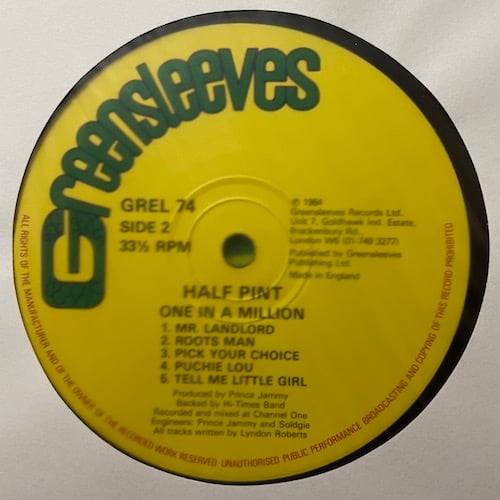 Greensleeves
GREL 74
SIDE 2
33⅓ RPM
℗ 1984
Greensleeves Records Ltd.
Unit 7, Goldhawk Ind. Estate,
Brackenbury Rd.,
London W6 (01-749 3277)
Published by Greensleeves
Publishing Ltd.
Made in England
HALF PINT
ONE IN A MILLION
1. MR. LANDLORD
2. ROOTS MAN
3. PICK YOUR CHOICE
4. PUCHIE LOU
5. TELL ME LITTLE GIRL
Produced by Prince Jammy
Backed by Hi-Times Band
Recorded and mixed at Channel One
Engineers: Prince Jammy and Soldgie
All tracks written by Lyndon Roberts
ALL RIGHTS OF THE MANUFACTURER AND OF THE OWNER OF THE RECORDED WORK RESERVED · UNAUTHORISED PUBLIC PERFORMANCE BROADCASTING AND COPYING OF THIS RECORD PROHIBITED